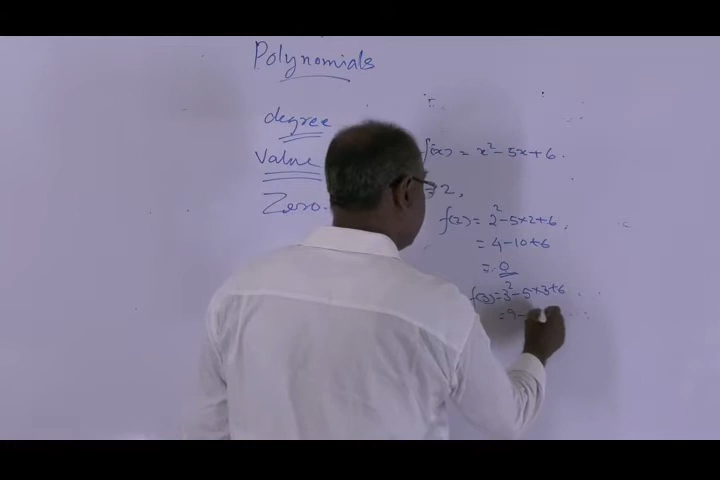 Polynomials
degree
Value
Zero.
f(x) = x² - 5x + 6.
= 2,
f(2) = 2² - 5×2 + 6.
= 4 - 10 + 6
= 0
f(3) = 3² - 5×3 + 6
= 9 -